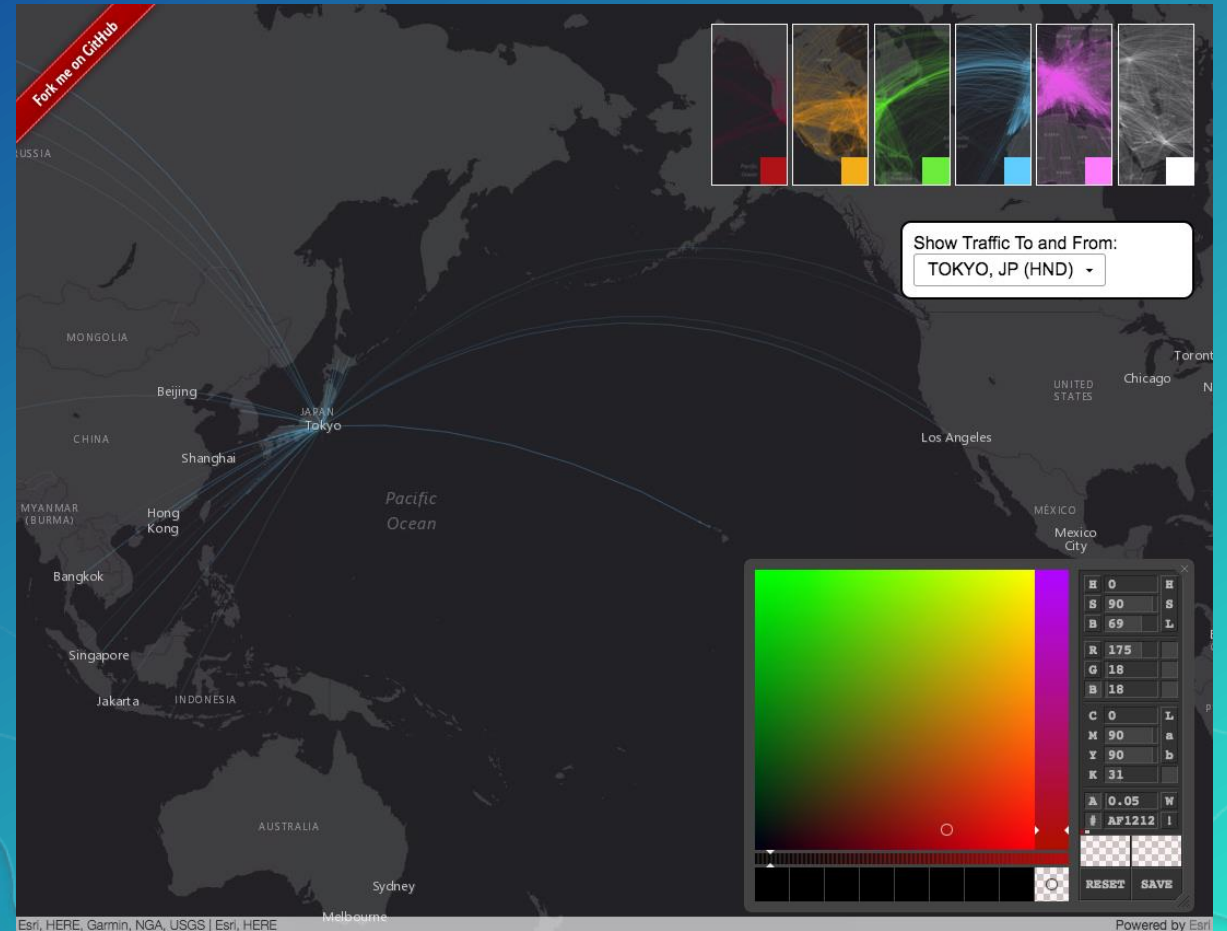 Fork me on GitHub
Show Traffic To and From:
TOKYO, JP (HND)
RUSSIA
MONGOLIA
Beijing
JAPAN
Tokyo
CHINA
Shanghai
MYANMAR
(BURMA)
Hong
Kong
Bangkok
Singapore
Jakarta
INDONESIA
Pacific
Ocean
AUSTRALIA
Sydney
Melbourne
UNITED
STATES
Chicago
Toront
N
Los Angeles
MÉXICO
Mexico
City
H 0 H
S 90 S
B 69 L
R 175
G 18
B 18
C 0 L
M 90 a
Y 90 b
K 31
A 0.05 W
# AF1212 !
RESET SAVE
Esri, HERE, Garmin, NGA, USGS | Esri, HERE
Powered by Esri